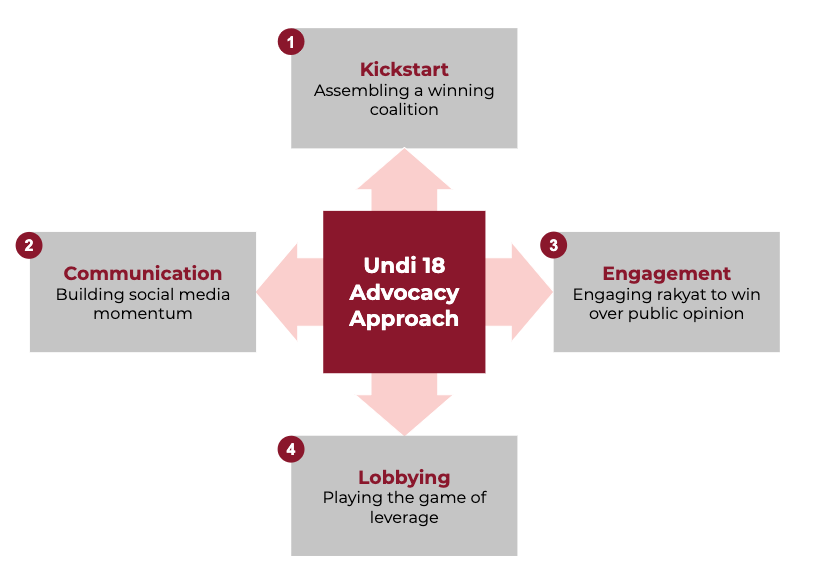 1
Kickstart
Assembling a winning
coalition
2
Communication
Building social media
momentum
Undi 18
Advocacy
Approach
3
Engagement
Engaging rakyat to win
over public opinion
4
Lobbying
Playing the game of
leverage